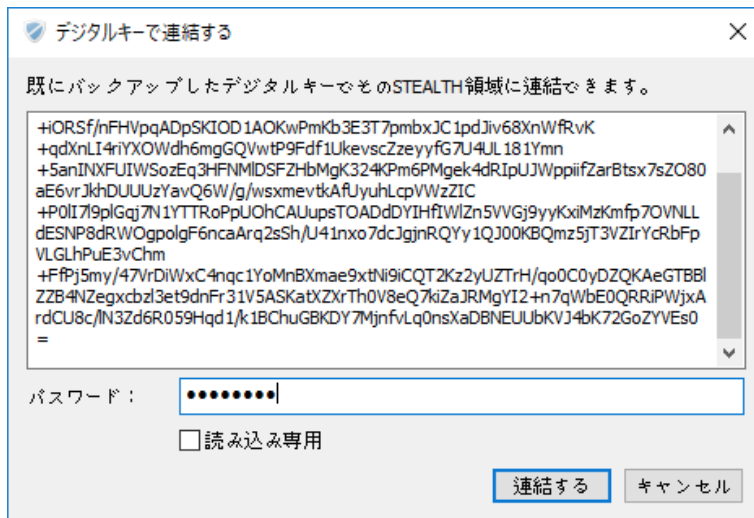 デジタルキーで連結する
既にバックアップしたデジタルキーでそのSTEALTH領域に連結できます。
+iORSf/nFHVpqADpSKIOD1AOKwPmKb3E3T7pmbxJC1pdJiv68XnWfRvK
+qdXnLI4riYXOWdh6mgGQVwtP9Fdf1UkevscZzeyyfG7U4UL181Ymn
+5anINXFUIWSozEq3HFNMlDSFZHbMgK324KPm6PMgek4dRIpUJWppiifZarBtsx7sZO80
aE6vrJkhDUUUzYavQ6W/g/wsxmevtkAfUyuhLcpVWzZIC
+P0lI7l9plGqj7N1YTTRoPpUOhCAUupsTOADdDYIHfIWlZn5VVGj9yyKxiMzKmfp7OVNLL
dESNP8dRWOgpolgF6ncaArq2sSh/U41nxo7dcJgjnRQYy1QJ00KBQmz5jT3VZIrYcRbFp
VLGLhPuE3vChm
+FfPj5my/47VrDiWxC4nqc1YoMnBXmae9xtNi9iCQT2Kz2yUZTrH/qo0C0yDZQKAeGTBBl
ZZB4NZegxcbzl3et9dnFr31V5ASKatXZXrTh0V8eQ7kiZaJRMgYI2+n7qWbE0QRRiPWjxA
rdCU8c/lN3Zd6R059Hqd1/k1BChuGBKDY7MjnfvLq0nsXaDBNEUUbKVJ4bK72GoZYVEs0
=
パスワード：
読み込み専用
連結する
キャンセル